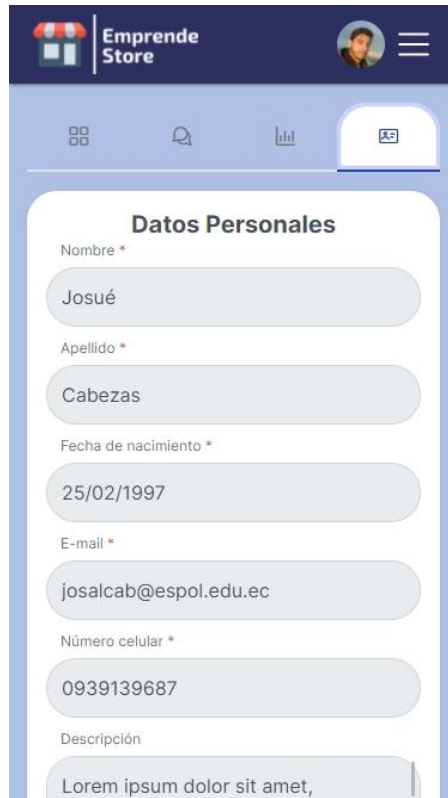 Emprende
Store
Datos Personales
Nombre *
Josué
Apellido *
Cabezas
Fecha de nacimiento *
25/02/1997
E-mail *
josalcab@espol.edu.ec
Número celular *
0939139687
Descripción
Lorem ipsum dolor sit amet,